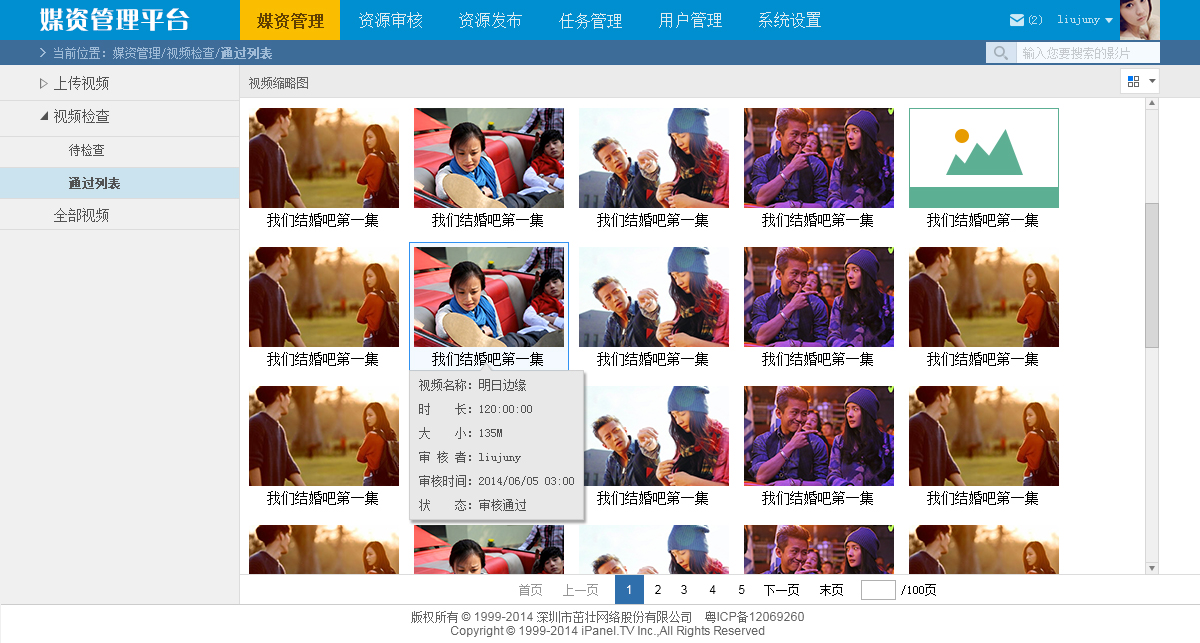 媒资管理平台 媒资管理 资源审核 资源发布 任务管理 用户管理 系统设置 (2) liujuny
当前位置：媒资管理/视频检查/通过列表 输入您要搜索的影片
上传视频
视频检查
待检查
通过列表
全部视频
视频缩略图
我们结婚吧第一集 我们结婚吧第一集 我们结婚吧第一集 我们结婚吧第一集 我们结婚吧第一集
我们结婚吧第一集 我们结婚吧第一集 我们结婚吧第一集 我们结婚吧第一集 我们结婚吧第一集
视频名称：明日边缘
时 长：120:00:00
大 小：135M
审 核 者：liujuny
审核时间：2014/06/05 03:00
状 态：审核通过
我们结婚吧第一集 我们结婚吧第一集 我们结婚吧第一集 我们结婚吧第一集
首页 上一页 1 2 3 4 5 下一页 末页 /100页
版权所有 © 1999-2014 深圳市茁壮网络股份有限公司 粤ICP备12069260
Copyright © 1999-2014 iPanel.TV Inc.,All Rights Reserved